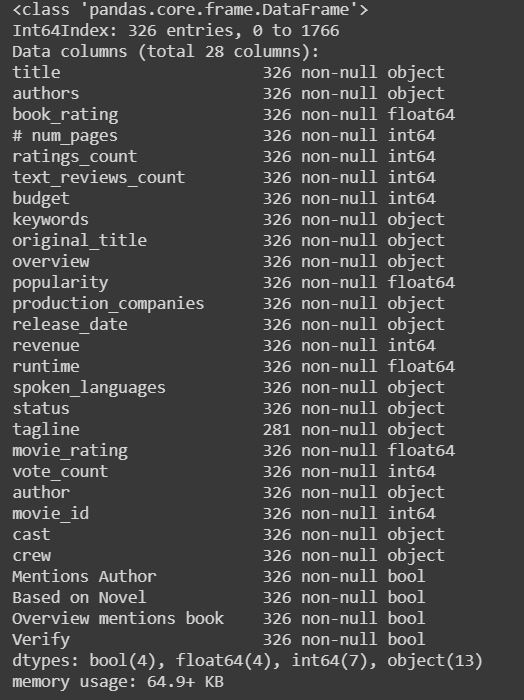 <class 'pandas.core.frame.DataFrame'>
Int64Index: 326 entries, 0 to 1766
Data columns (total 28 columns):
title                   326 non-null object
authors                 326 non-null object
book_rating             326 non-null float64
# num_pages             326 non-null int64
ratings_count           326 non-null int64
text_reviews_count      326 non-null int64
budget                  326 non-null int64
keywords                326 non-null object
original_title          326 non-null object
overview                326 non-null object
popularity              326 non-null float64
production_companies    326 non-null object
release_date            326 non-null object
revenue                 326 non-null int64
runtime                 326 non-null float64
spoken_languages        326 non-null object
status                  326 non-null object
tagline                 281 non-null object
movie_rating            326 non-null float64
vote_count              326 non-null int64
author                  326 non-null object
movie_id                326 non-null int64
cast                    326 non-null object
crew                    326 non-null object
Mentions Author         326 non-null bool
Based on Novel          326 non-null bool
Overview mentions book  326 non-null bool
Verify                  326 non-null bool
dtypes: bool(4), float64(4), int64(7), object(13)
memory usage: 64.9+ KB